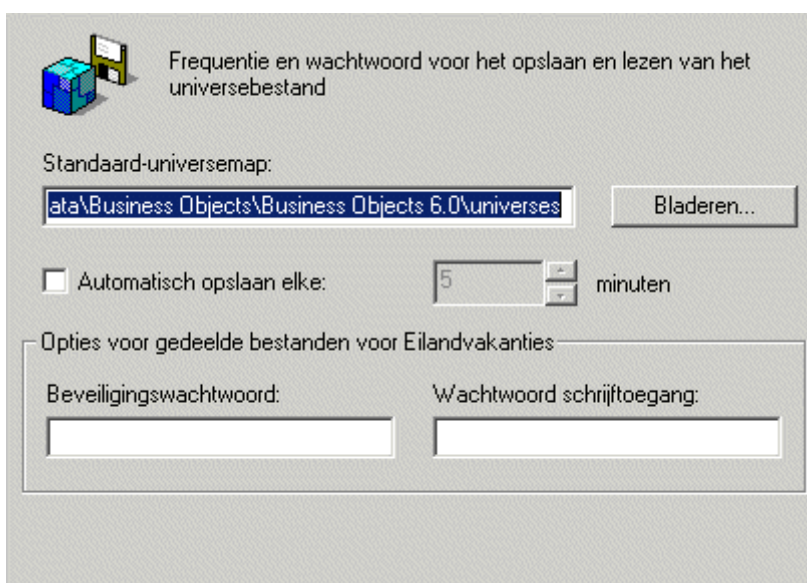 Frequentie en wachtwoord voor het opslaan en lezen van het
universebestand
Standaard-universemap:
ata\Business Objects\Business Objects 6.0\universes
Bladeren...
Automatisch opslaan elke:
5
minuten
Opties voor gedeelde bestanden voor Eilandvakanties
Beveiligingswachtwoord:
Wachtwoord schrijftoegang: